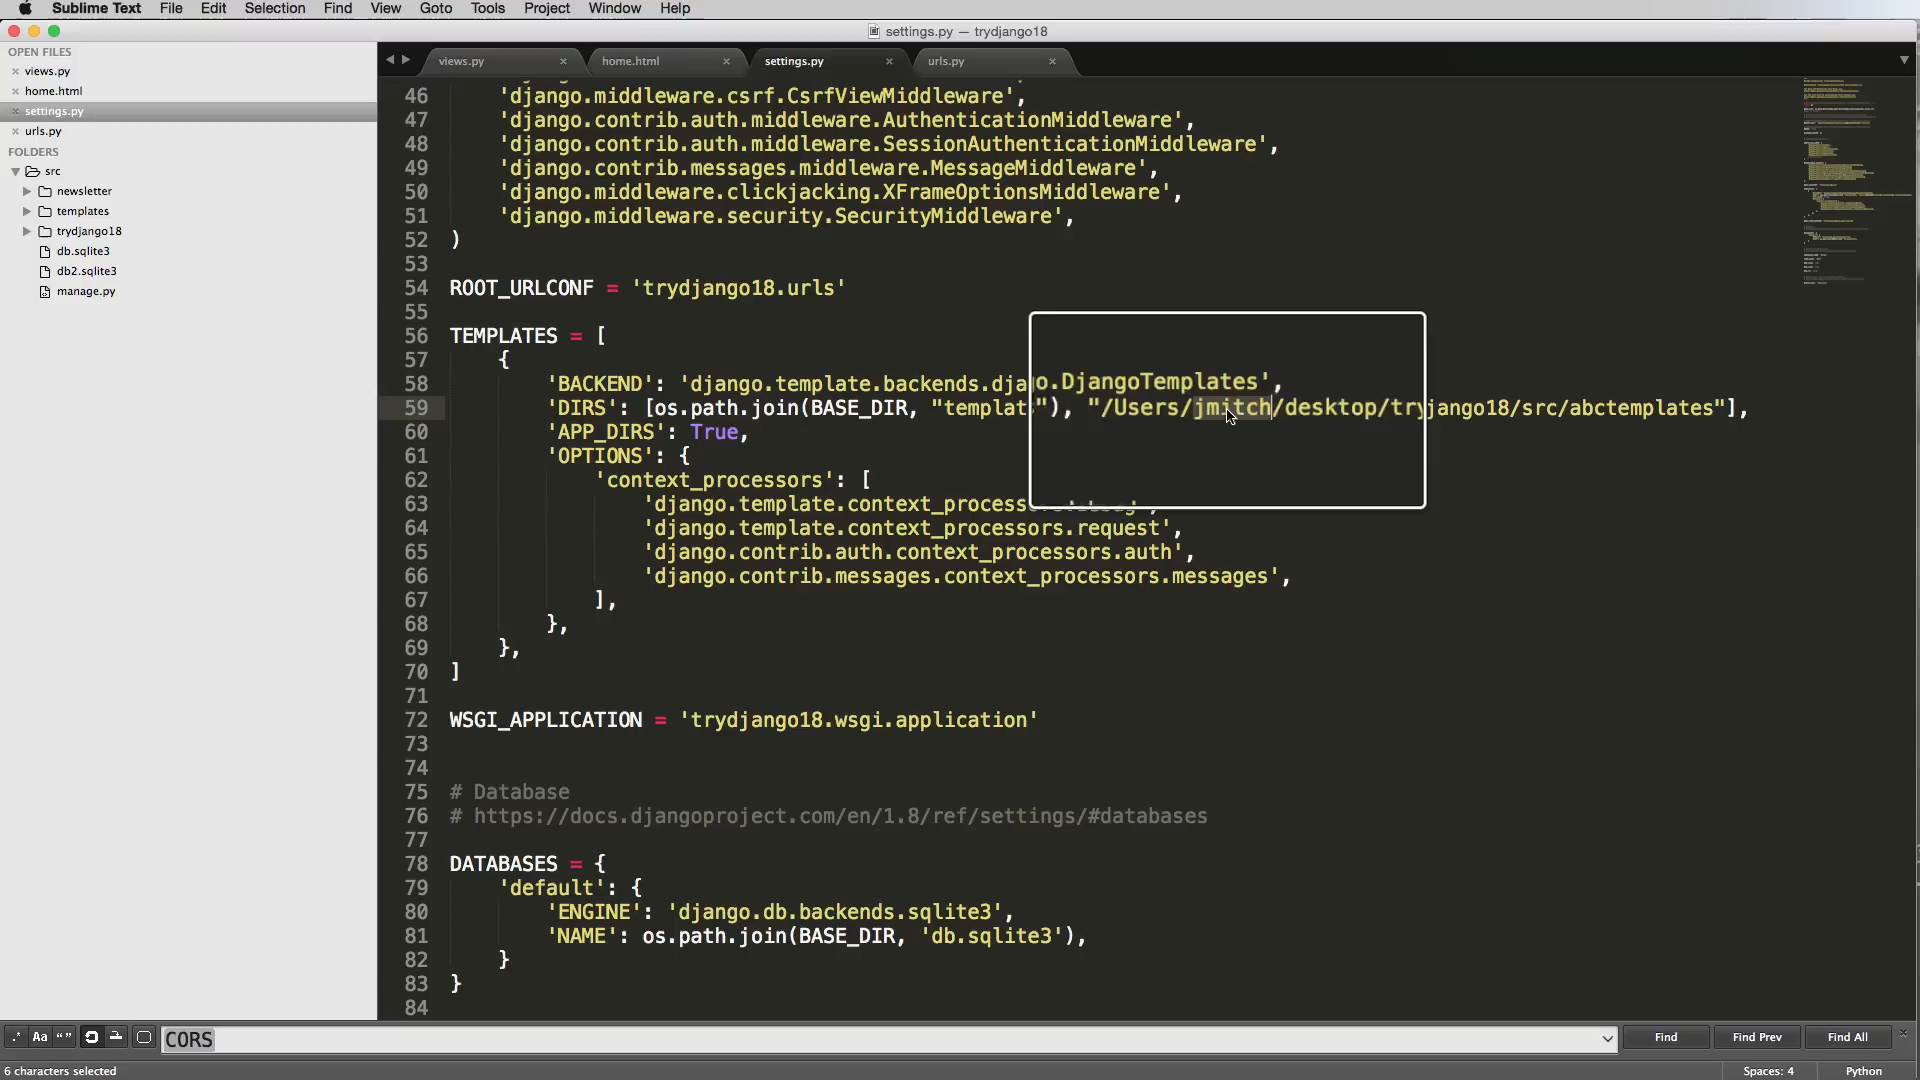 Sublime Text File Edit Selection Find View Goto Tools Project Window Help
settings.py — trydjango18
OPEN FILES
views.py
home.html
settings.py
urls.py
FOLDERS
src
newsletter
templates
trydjango18
db.sqlite3
db2.sqlite3
manage.py
views.py home.html settings.py urls.py
46 'django.middleware.csrf.CsrfViewMiddleware',
47 'django.contrib.auth.middleware.AuthenticationMiddleware',
48 'django.contrib.auth.middleware.SessionAuthenticationMiddleware',
49 'django.contrib.messages.middleware.MessageMiddleware',
50 'django.middleware.clickjacking.XFrameOptionsMiddleware',
51 'django.middleware.security.SecurityMiddleware',
52 )
53
54 ROOT_URLCONF = 'trydjango18.urls'
55
56 TEMPLATES = [
57 {
58 'BACKEND': 'django.template.backends.djao.DjangoTemplates',
59 'DIRS': [os.path.join(BASE_DIR, "templat"), "/Users/jmitch/desktop/tryjango18/src/abctemplates"],
60 'APP_DIRS': True,
61 'OPTIONS': {
62 'context_processors': [
63 'django.template.context_process
64 'django.template.context_processors.request',
65 'django.contrib.auth.context_processors.auth',
66 'django.contrib.messages.context_processors.messages',
67 ],
68 },
69 },
70 ]
71
72 WSGI_APPLICATION = 'trydjango18.wsgi.application'
73
74
75 # Database
76 # https://docs.djangoproject.com/en/1.8/ref/settings/#databases
77
78 DATABASES = {
79 'default': {
80 'ENGINE': 'django.db.backends.sqlite3',
81 'NAME': os.path.join(BASE_DIR, 'db.sqlite3'),
82 }
83 }
84
.* Aa “” CORS Find Find Prev Find All
6 characters selected Spaces: 4 Python